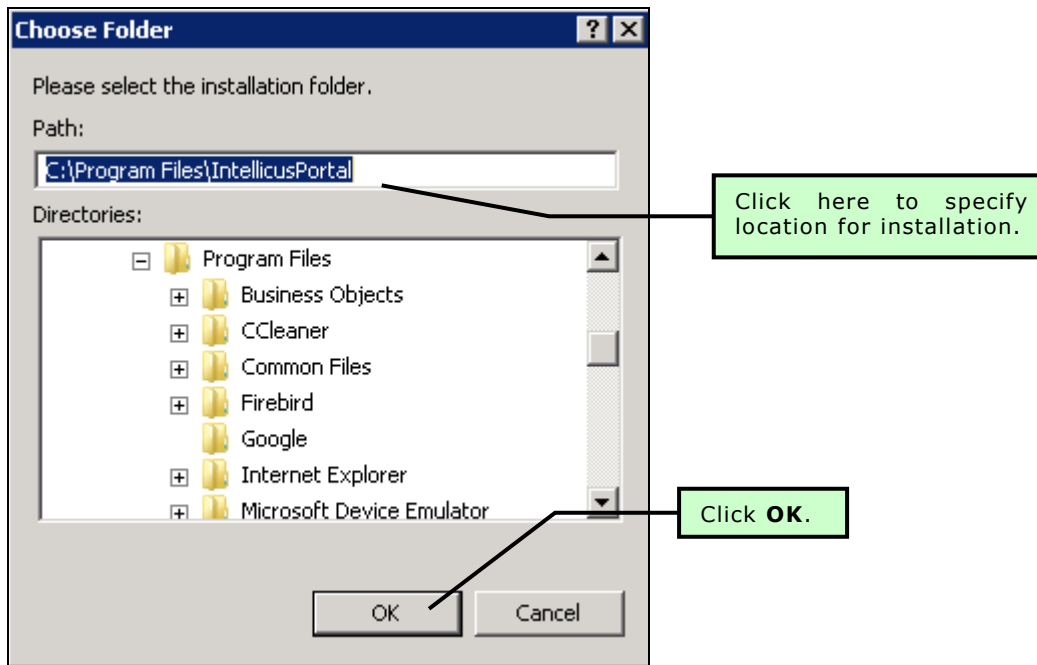 Choose Folder
Please select the installation folder.
Path:
C:\Program Files\IntellicusPortal
Click here to specify
location for installation.
Directories:
Program Files
Business Objects
CCleaner
Common Files
Firebird
Google
Internet Explorer
Microsoft Device Emulator
Click OK.
OK Cancel